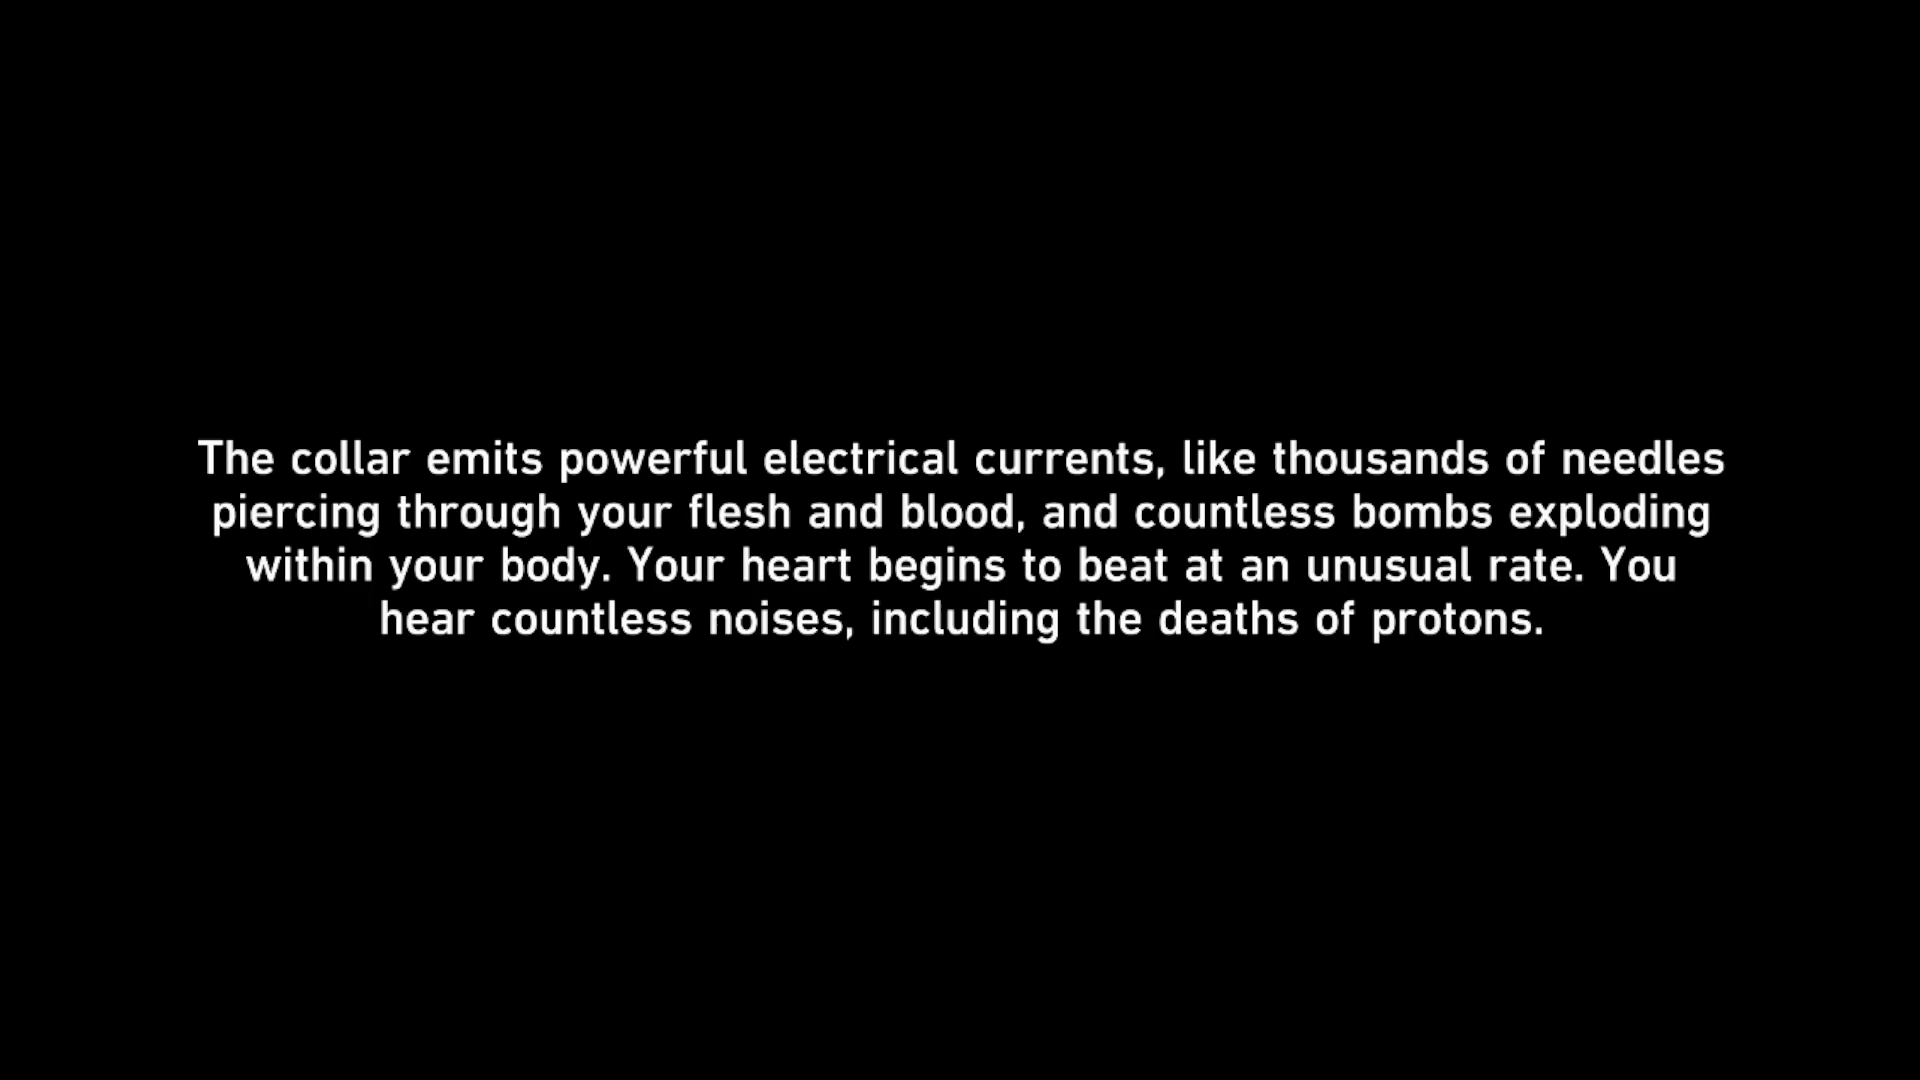 The collar emits powerful electrical currents, like thousands of needles
piercing through your flesh and blood, and countless bombs exploding
within your body. Your heart begins to beat at an unusual rate. You
hear countless noises, including the deaths of protons.